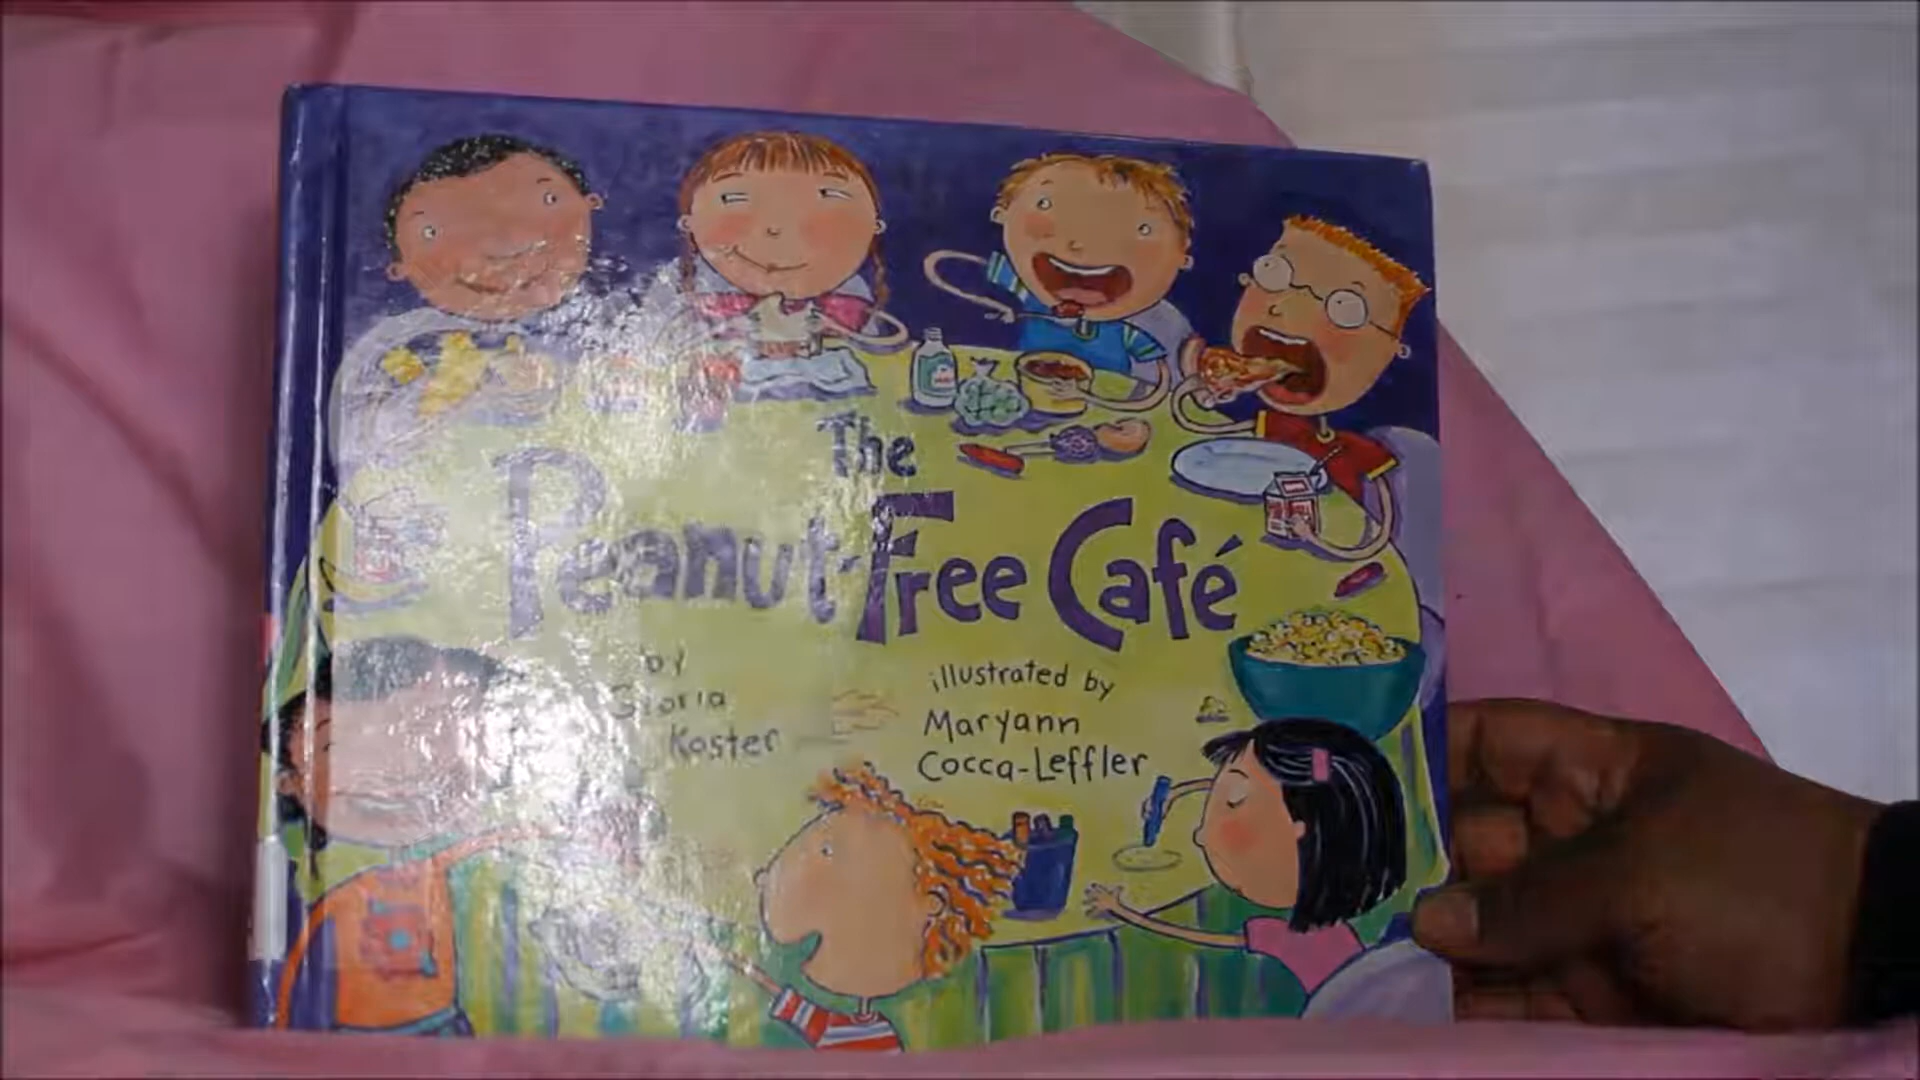 The
Peanut-Free Café
by
Gloria
Koster
illustrated by
Maryann
Cocca-Leffler